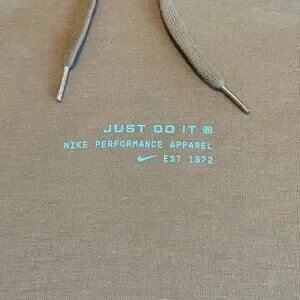 JUST DO IT ®
NIKE PERFORMANCE APPAREL
EST 1972